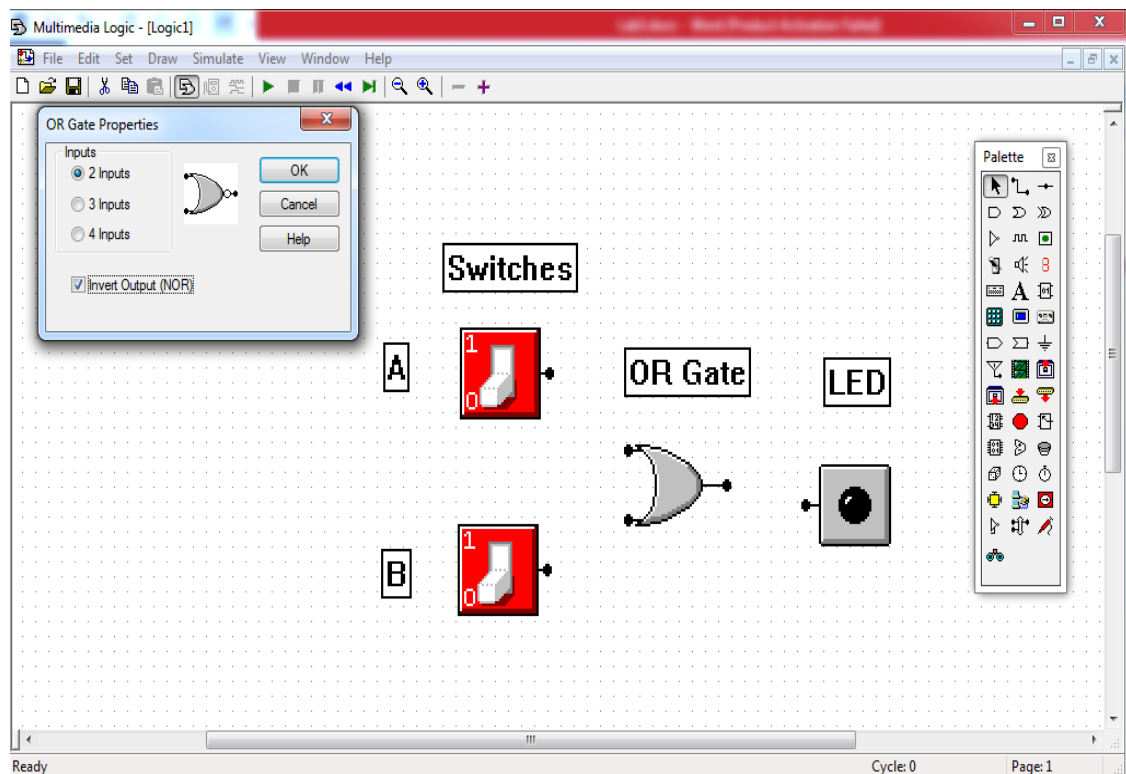 Multimedia Logic - [Logic1]
File Edit Set Draw Simulate View Window Help
OR Gate Properties
Inputs
2 Inputs
3 Inputs
4 Inputs
OK
Cancel
Help
Invert Output (NOR)
Palette
Switches
A
1
0
OR Gate
LED
B
1
0
Ready
Cycle: 0
Page: 1